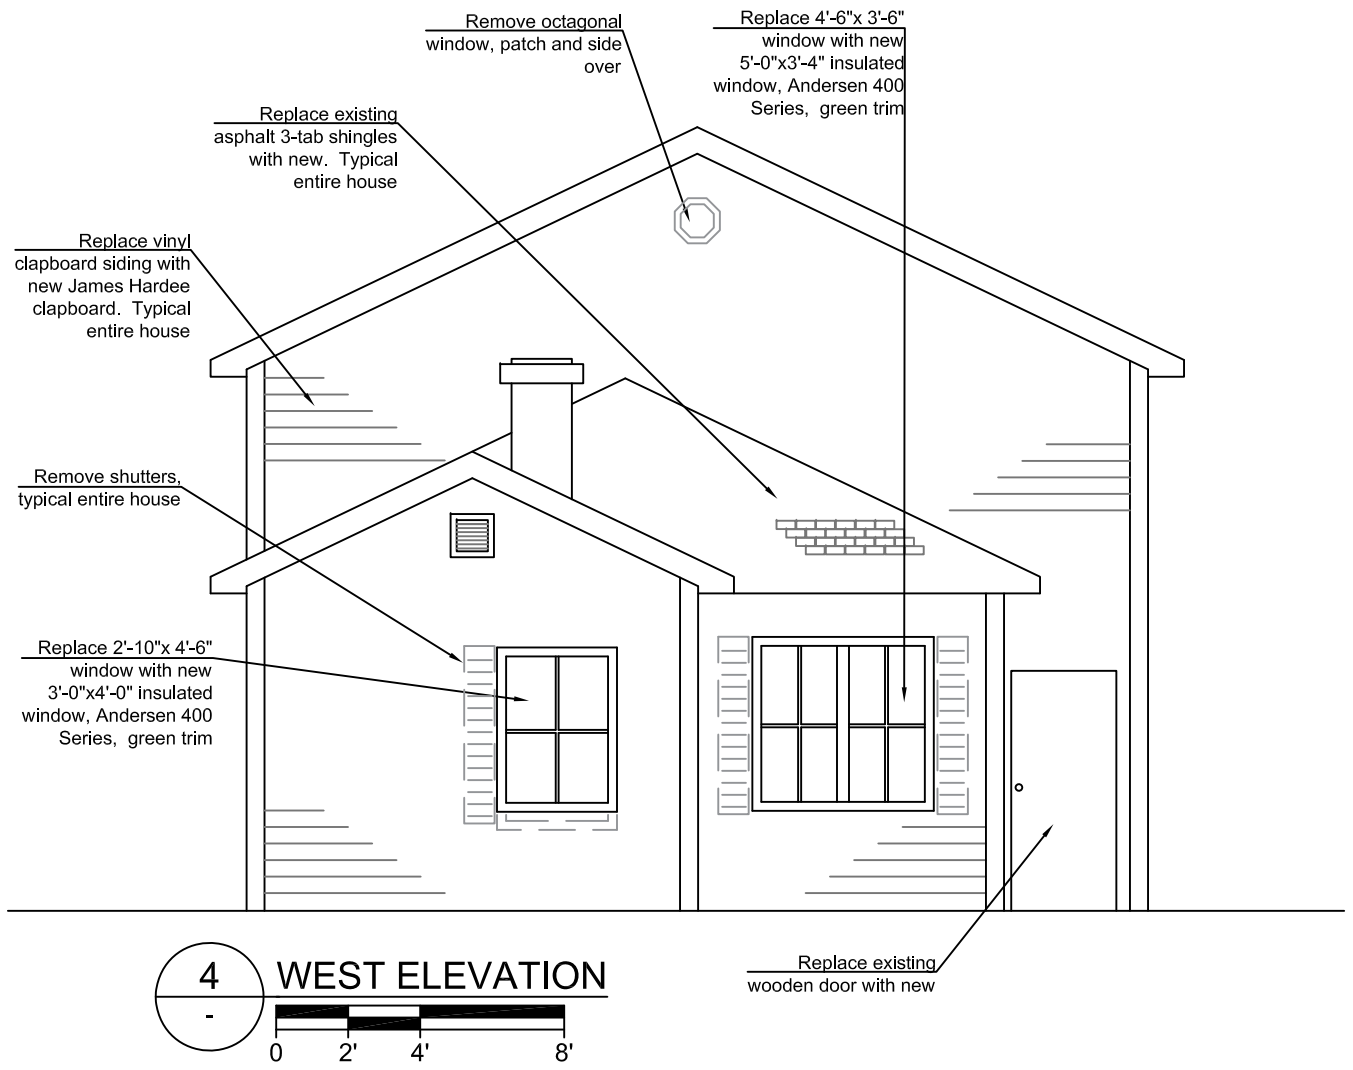 Remove octagonal
window, patch and side
over
Replace 4'-6"x 3'-6"
window with new
5'-0"x3'-4" insulated
window, Andersen 400
Series,  green trim
Replace existing
asphalt 3-tab shingles
with new.  Typical
entire house
Replace vinyl
clapboard siding with
new James Hardee
clapboard.  Typical
entire house
Remove shutters,
typical entire house
Replace 2'-10"x 4'-6"
window with new
3'-0"x4'-0" insulated
window, Andersen 400
Series,  green trim
Replace existing
wooden door with new
4
-
WEST ELEVATION
0 2' 4' 8'